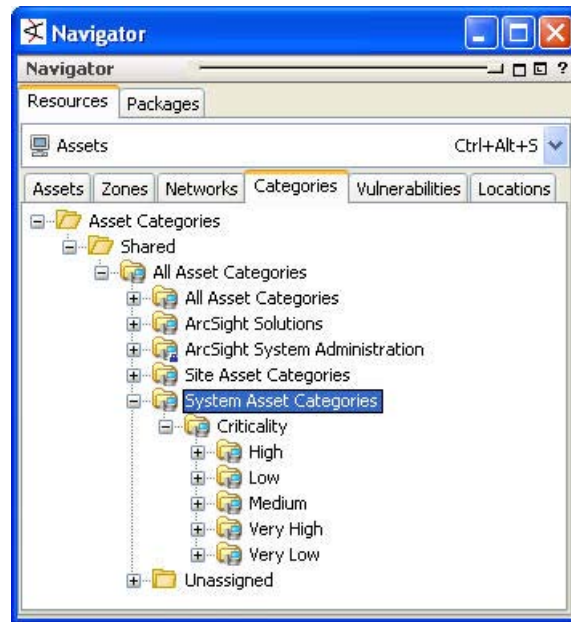 Navigator
Navigator ?
Resources Packages
Assets Ctrl+Alt+S
Assets Zones Networks Categories Vulnerabilities Locations
Asset Categories
Shared
All Asset Categories
All Asset Categories
ArcSight Solutions
ArcSight System Administration
Site Asset Categories
System Asset Categories
Criticality
High
Low
Medium
Very High
Very Low
Unassigned